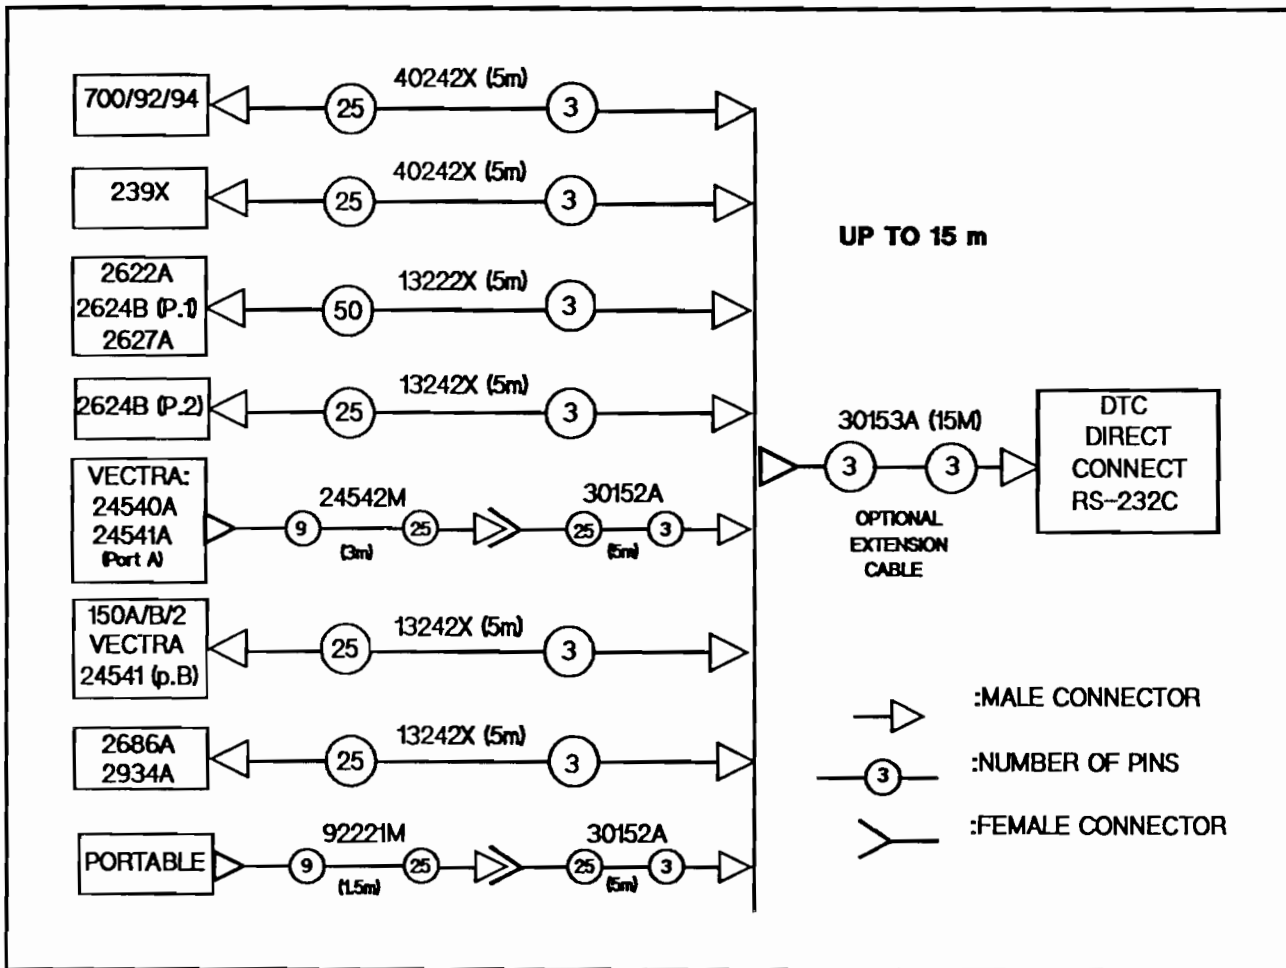 40242X (5m)
700/92/94
25
3
40242X (5m)
239X
25
3
UP TO 15 m
2622A
2624B (P.1)
2627A
13222X (5m)
50
3
2624B (P.2)
13242X (5m)
25
3
VECTRA:
24540A
24541A
(Port A)
24542M
9
25
(3m)
30152A
25
3
(5m)
30153A (15M)
3
3
OPTIONAL
EXTENSION
CABLE
DTC
DIRECT
CONNECT
RS-232C
150A/B/2
VECTRA
24541 (p.B)
13242X (5m)
25
3
2686A
2934A
13242X (5m)
25
3
PORTABLE
92221M
9
25
(1.5m)
30152A
25
3
(5m)
:MALE CONNECTOR
3
:NUMBER OF PINS
:FEMALE CONNECTOR